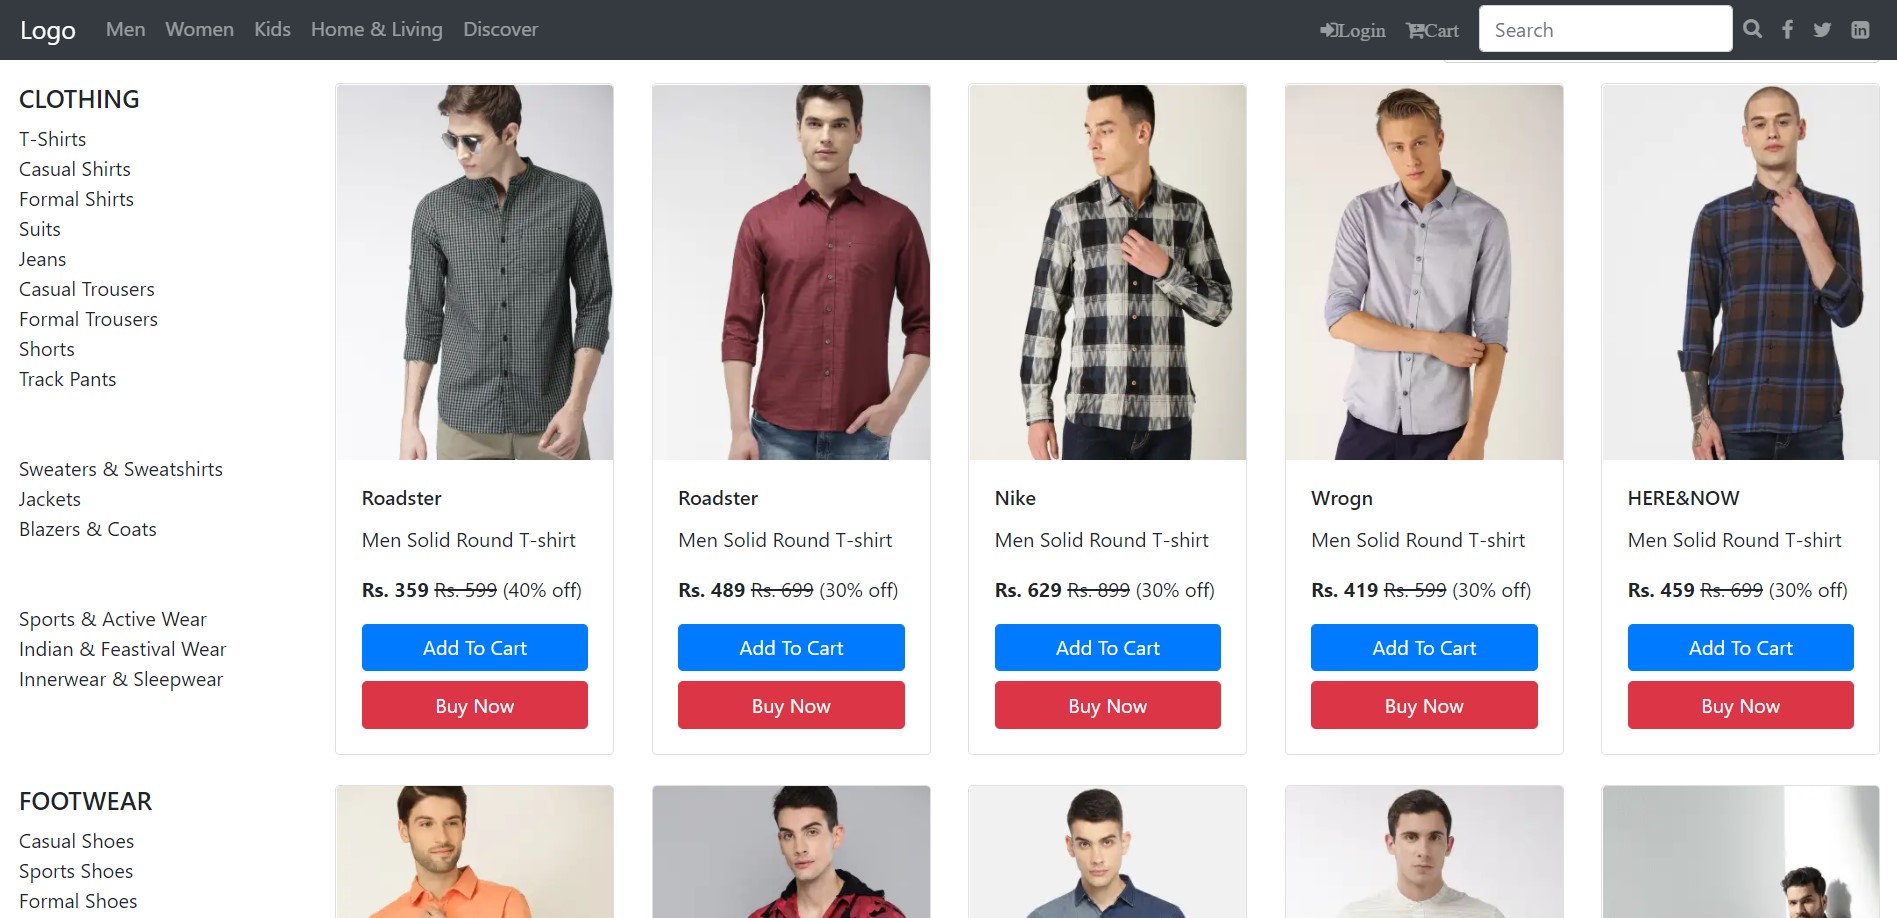 Logo Men Women Kids Home & Living Discover Login Cart Search
CLOTHING
T-Shirts
Casual Shirts
Formal Shirts
Suits
Jeans
Casual Trousers
Formal Trousers
Shorts
Track Pants
Sweaters & Sweatshirts
Jackets
Blazers & Coats
Sports & Active Wear
Indian & Feastival Wear
Innerwear & Sleepwear
FOOTWEAR
Casual Shoes
Sports Shoes
Formal Shoes
Roadster
Men Solid Round T-shirt
Rs. 359 Rs. 599 (40% off)
Add To Cart
Buy Now
Roadster
Men Solid Round T-shirt
Rs. 489 Rs. 699 (30% off)
Add To Cart
Buy Now
Nike
Men Solid Round T-shirt
Rs. 629 Rs. 899 (30% off)
Add To Cart
Buy Now
Wrogn
Men Solid Round T-shirt
Rs. 419 Rs. 599 (30% off)
Add To Cart
Buy Now
HERE&NOW
Men Solid Round T-shirt
Rs. 459 Rs. 699 (30% off)
Add To Cart
Buy Now